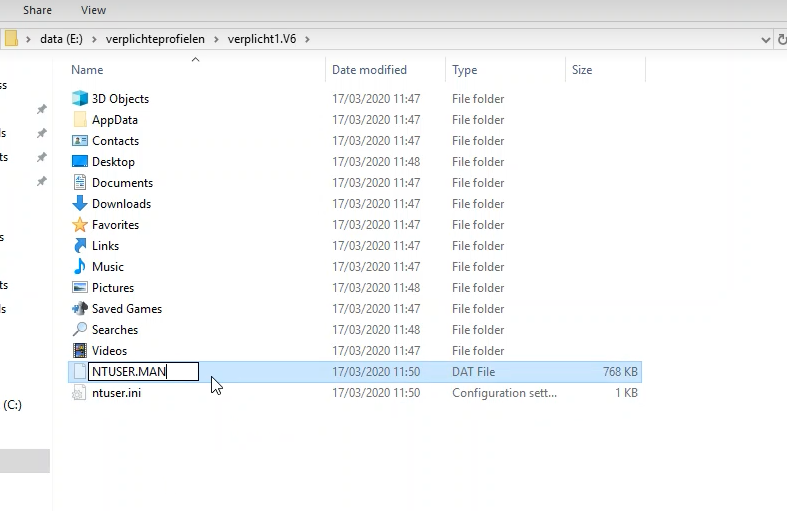 Share View
data (E:) verplichteprofielen verplicht1.V6
Name Date modified Type Size
ss
3D Objects 17/03/2020 11:47 File folder
AppData 17/03/2020 11:47 File folder
ls Contacts 17/03/2020 11:47 File folder
ts Desktop 17/03/2020 11:48 File folder
Documents 17/03/2020 11:47 File folder
Downloads 17/03/2020 11:47 File folder
Favorites 17/03/2020 11:47 File folder
s Links 17/03/2020 11:47 File folder
Music 17/03/2020 11:47 File folder
ts Pictures 17/03/2020 11:48 File folder
ls Saved Games 17/03/2020 11:47 File folder
Searches 17/03/2020 11:48 File folder
Videos 17/03/2020 11:47 File folder
NTUSER.MAN 17/03/2020 11:50 DAT File 768 KB
ntuser.ini 17/03/2020 11:50 Configuration sett... 1 KB
(C:)